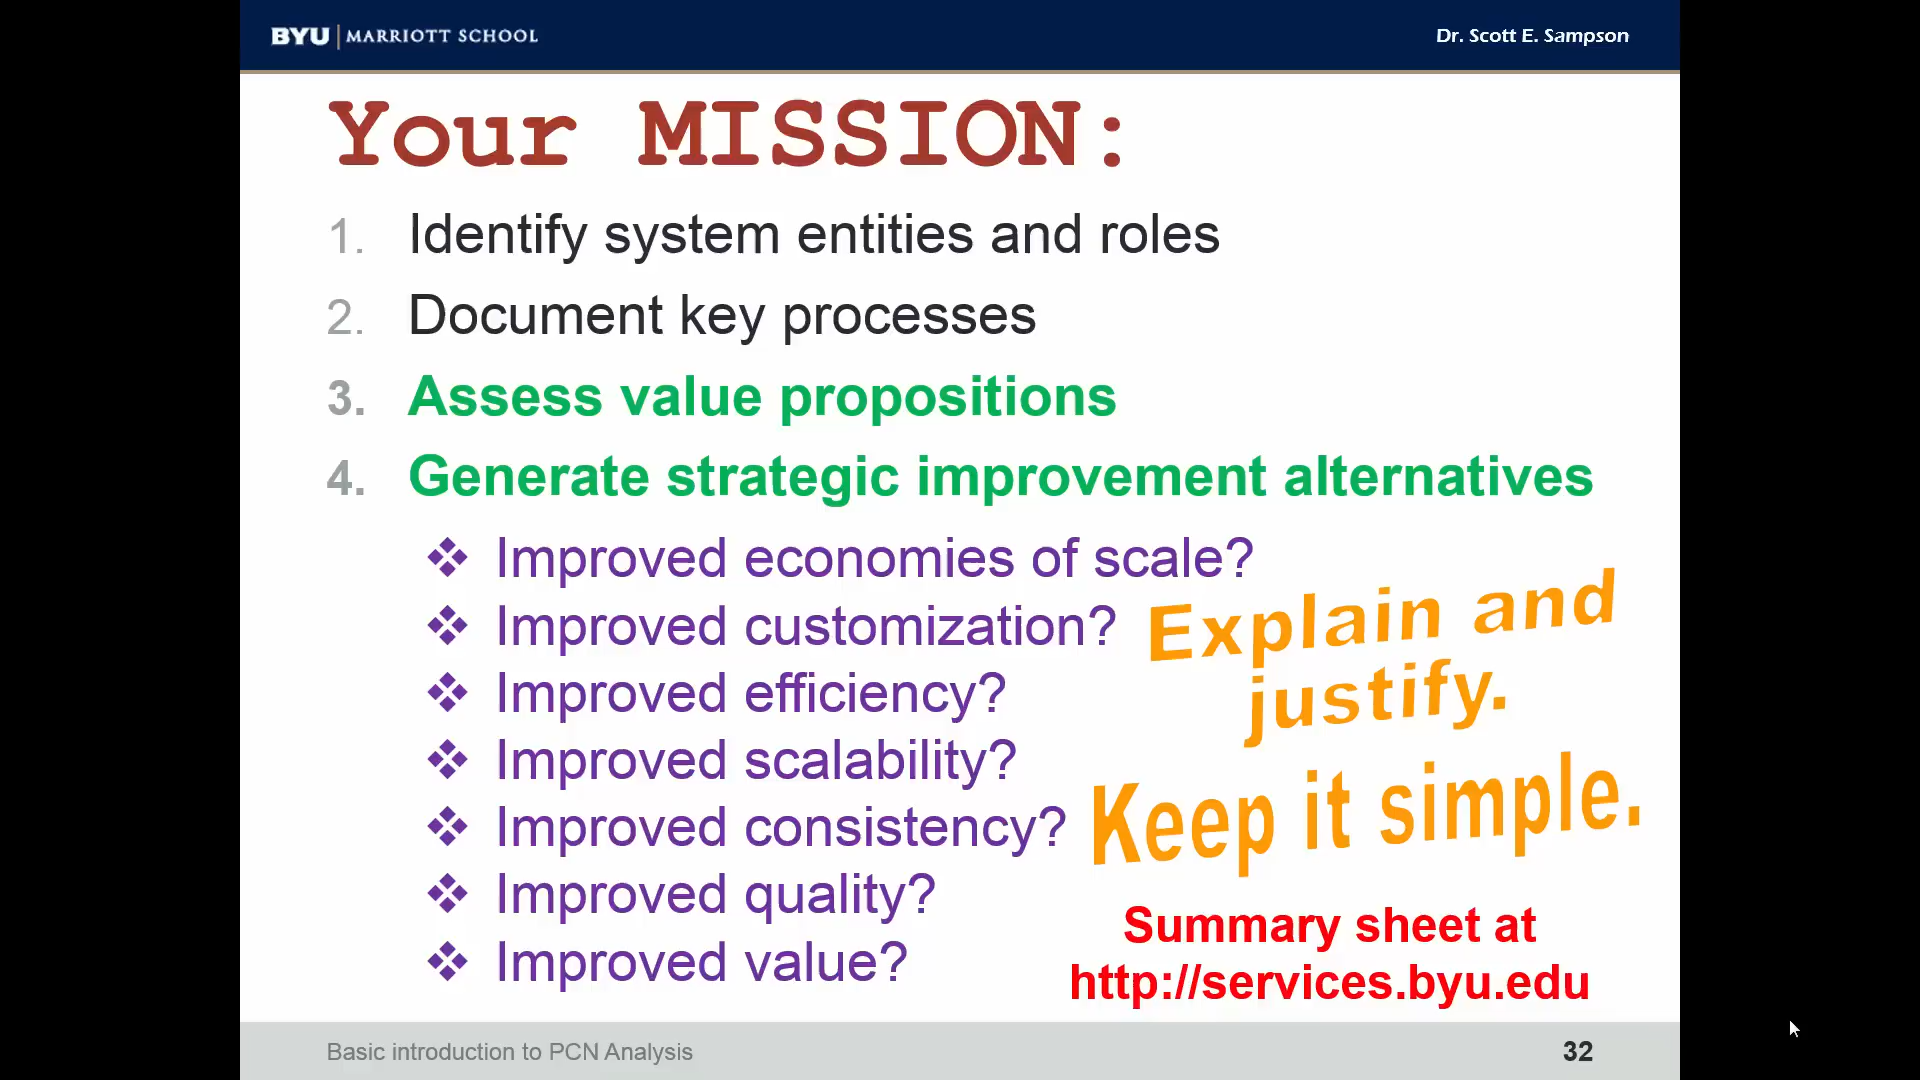 BYU | MARRIOTT SCHOOL
Dr. Scott E. Sampson
Your MISSION:
1. Identify system entities and roles
2. Document key processes
3. Assess value propositions
4. Generate strategic improvement alternatives
❖ Improved economies of scale?
❖ Improved customization?
❖ Improved efficiency?
❖ Improved scalability?
❖ Improved consistency?
❖ Improved quality?
❖ Improved value?
Explain and
justify.
Keep it simple.
Summary sheet at
http://services.byu.edu
Basic introduction to PCN Analysis
32